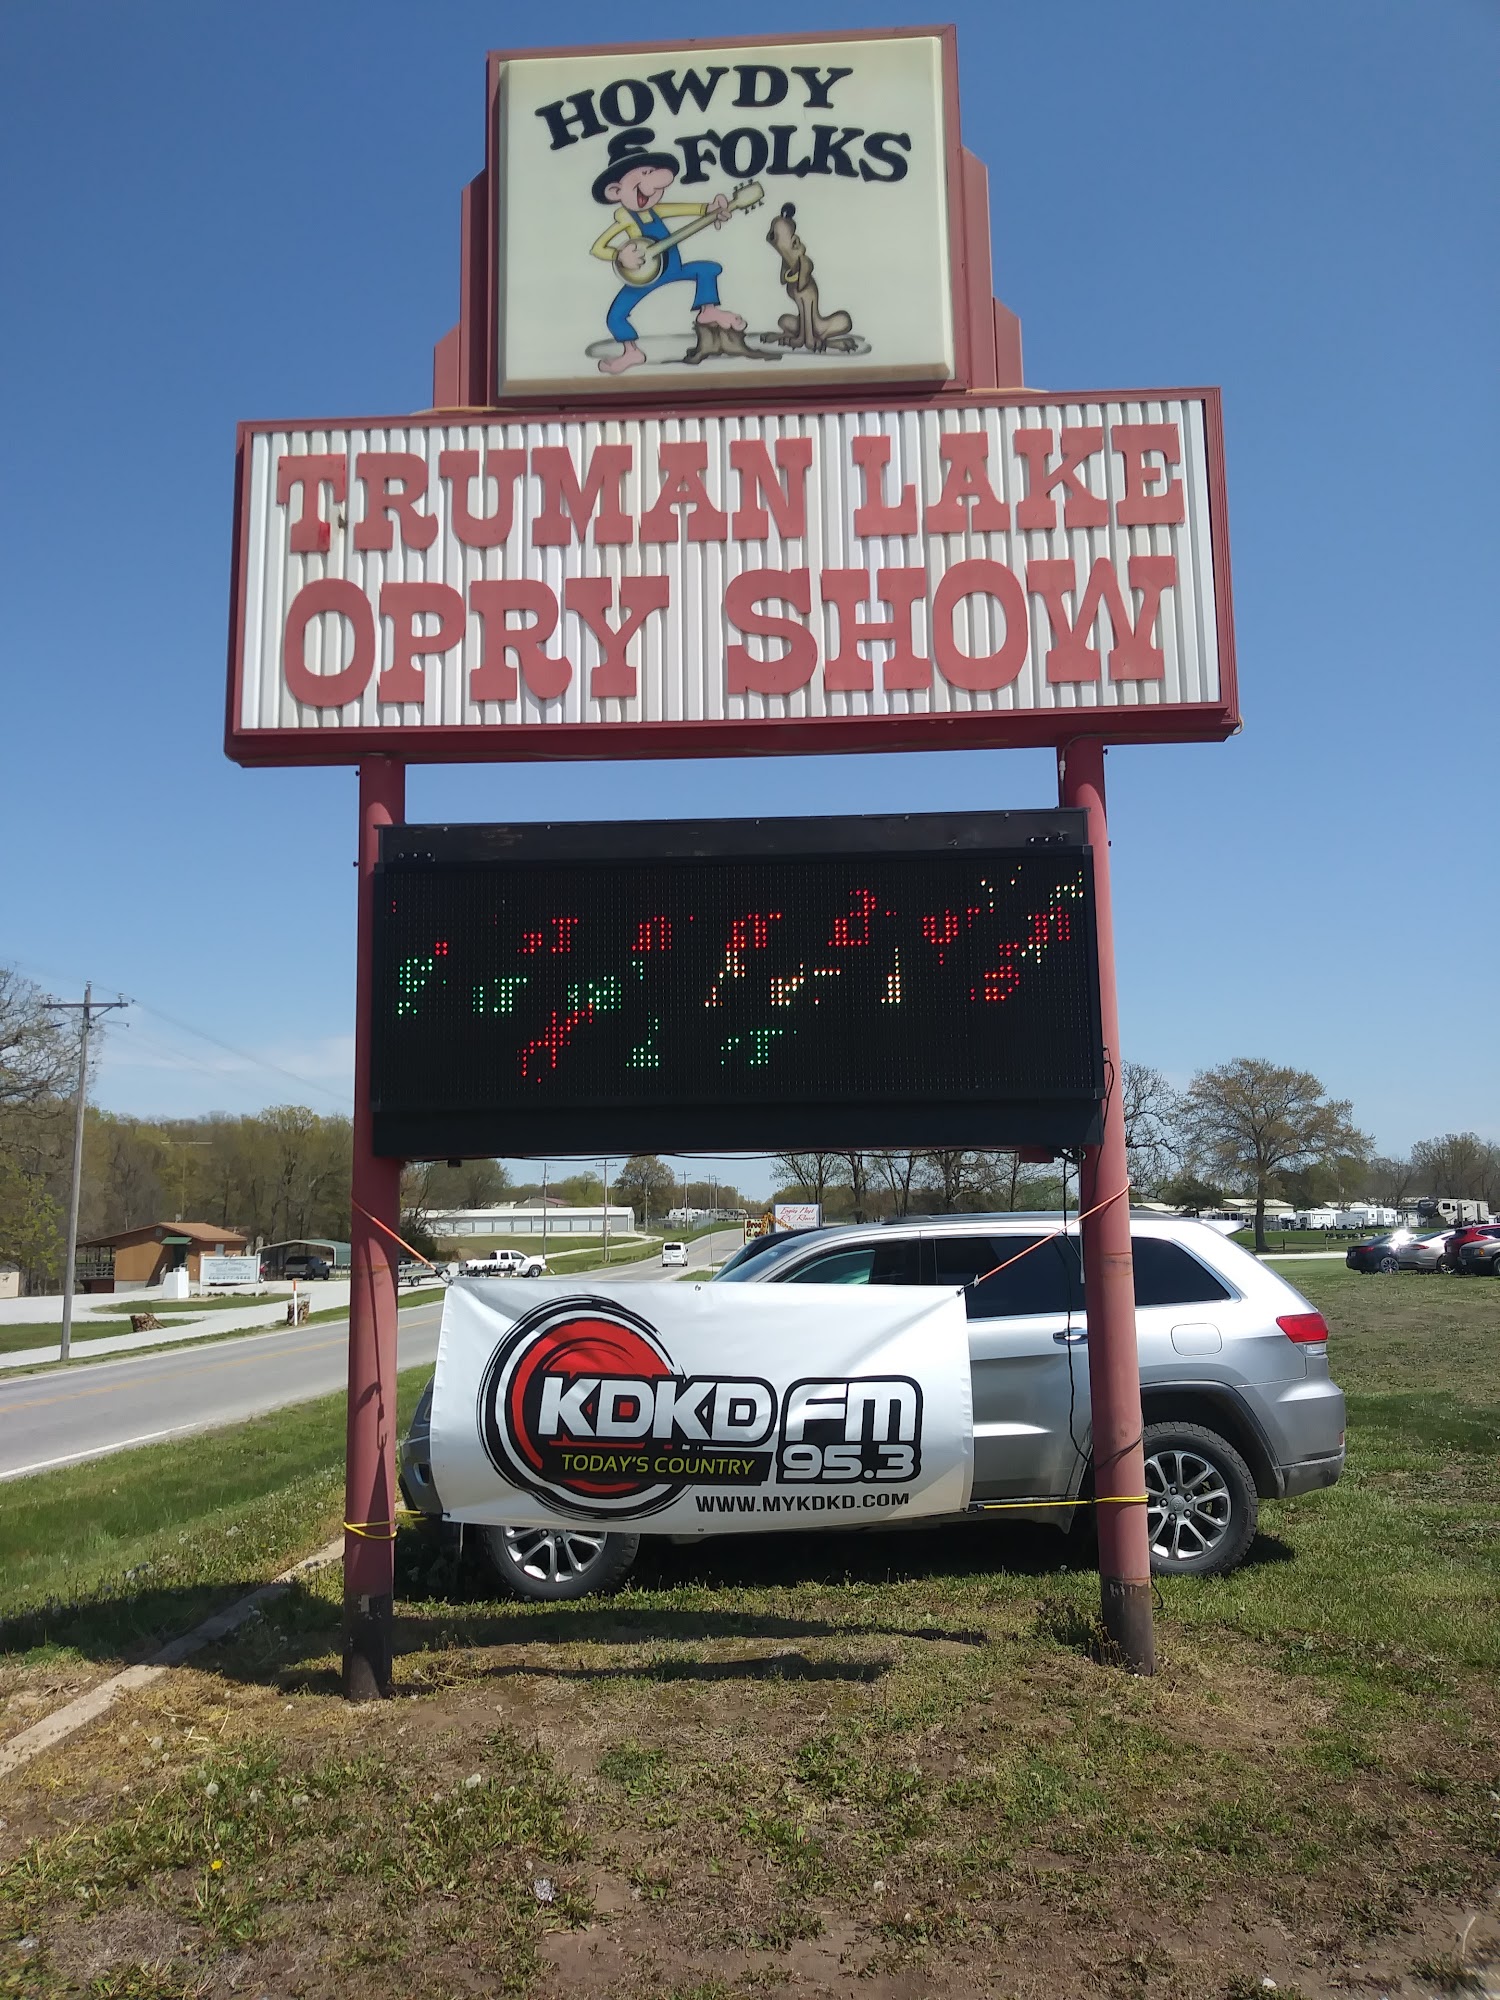 HOWDY
FOLKS
TRUMAN LAKE
OPRY SHOW
KDKD FM
TODAY'S COUNTRY 95.3
WWW.MYKDKD.COM